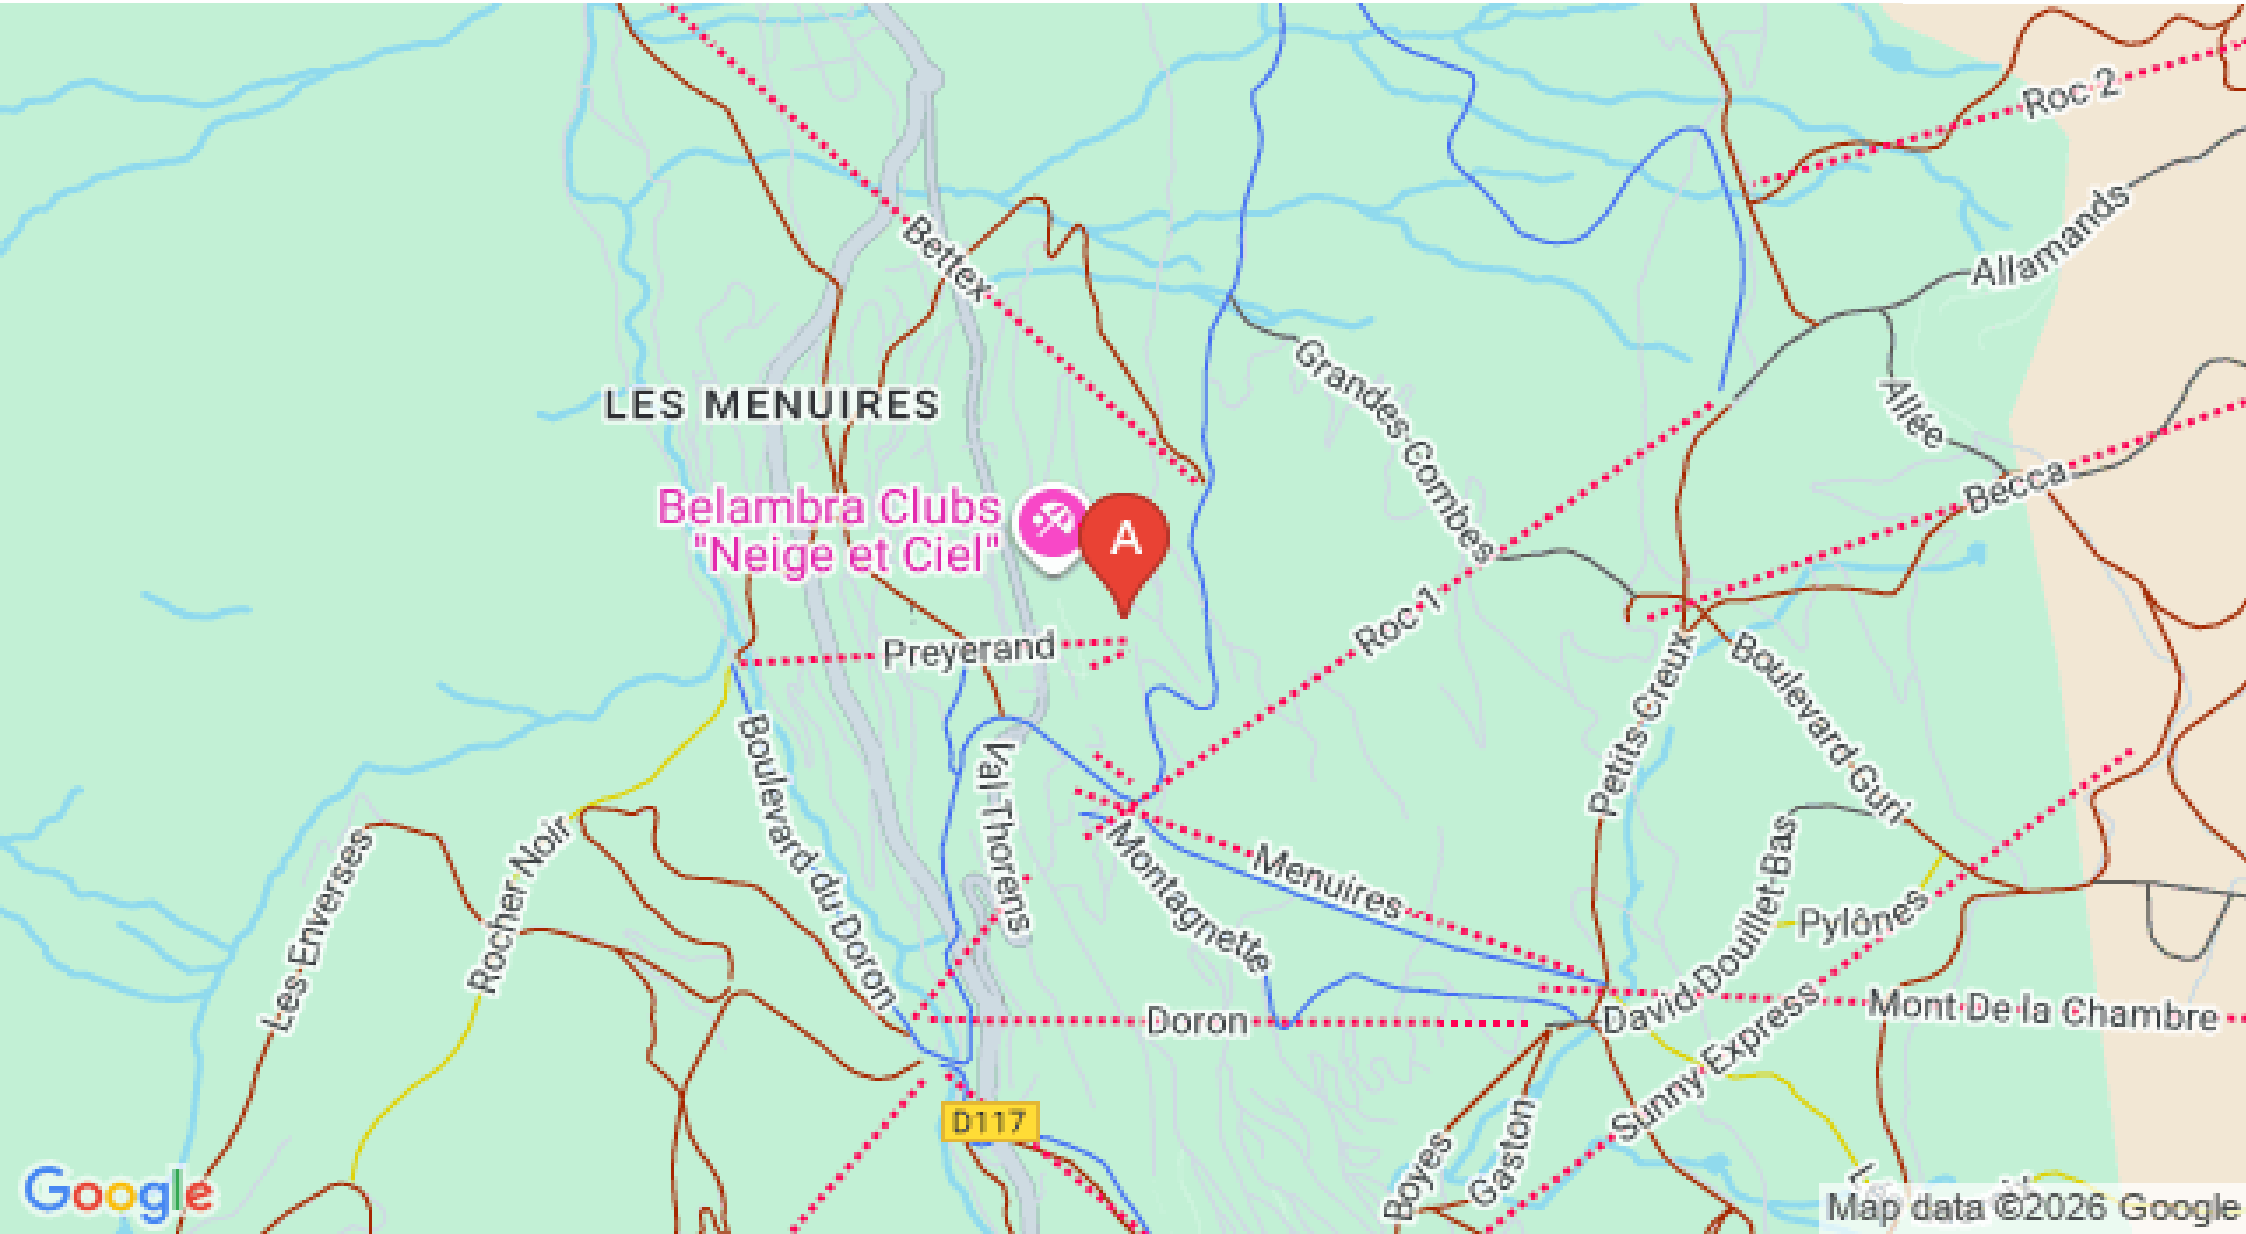 Roc 2
Allamands
Bettex
Grandes Combes
Allée
LES MENUIRES
Becca
Belambra Clubs
"Neige et Ciel"
A
Roc 1
Preyerand
Petits Creux
Boulevard Guri
Boulevard du Doron
Val Thorens
Les Enverses
Rocher Noir
Montagnette
Menuires
David Douillet Bas
Pylônes
Doron
Mont De la Chambre
Sunny Express
D117
Boyes
Gaston
Google
Map data ©2026 Google